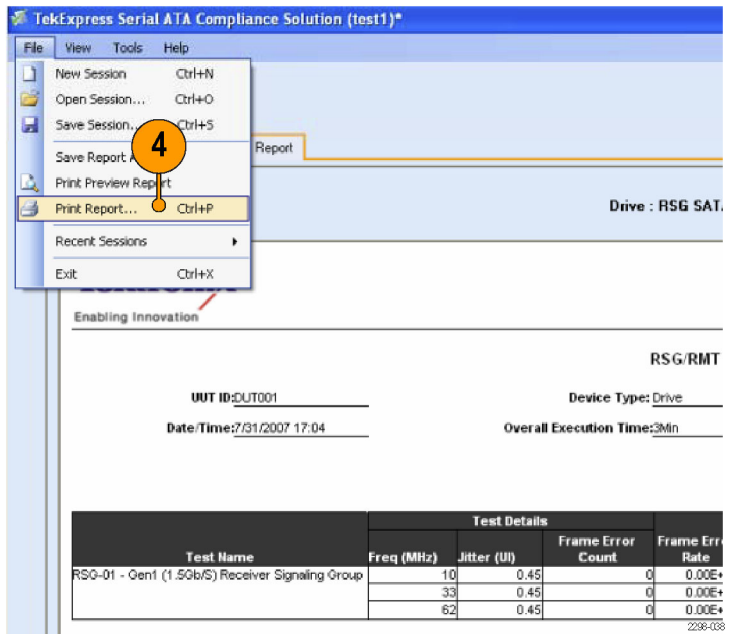 TekExpress Serial ATA Compliance Solution (test1)*
File View Tools Help
New Session Ctrl+N
Open Session... Ctrl+O
Save Session... Ctrl+S
4
Save Report
Report
Print Preview Report
Print Report... Ctrl+P
Drive : RSG SAT
Recent Sessions
Exit Ctrl+X
Enabling Innovation
RSG/RMT
UUT ID:DUT001 Device Type: Drive
Date/Time:7/31/2007 17:04 Overall Execution Time:3Min
Test Details
Test Name Freq (MHz) Jitter (UI) Frame Error Count Frame Err Rate
RSG-01 - Gen1 (1.5Gb/S) Receiver Signaling Group 10 0.45 0 0.00E+
33 0.45 0 0.00E+
62 0.45 0 0.00E+
2298-038